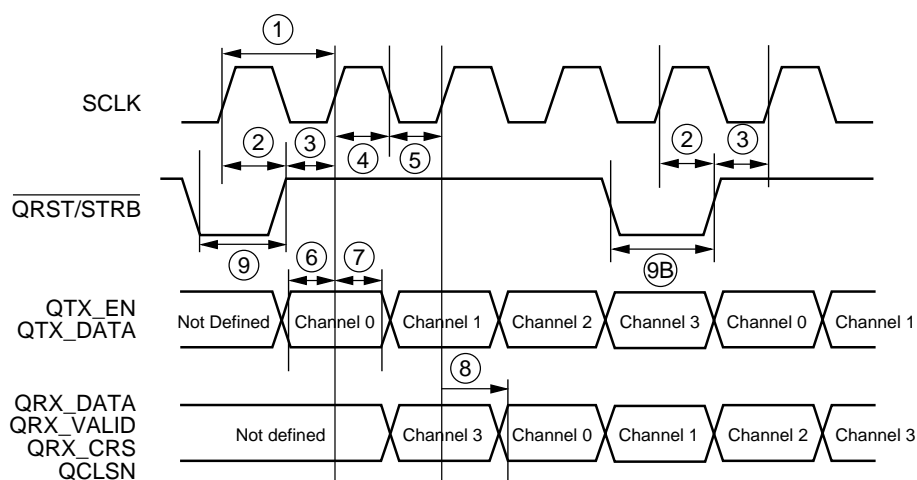 ①
SCLK
② ③ ④ ⑤ ② ③
QRST/STRB
⑨ ⑥ ⑦ 9B
QTX_EN
QTX_DATA
Not Defined Channel 0 Channel 1 Channel 2 Channel 3 Channel 0 Channel 1
⑧
QRX_DATA
QRX_VALID
QRX_CRS
QCLSN
Not defined Channel 3 Channel 0 Channel 1 Channel 2 Channel 3